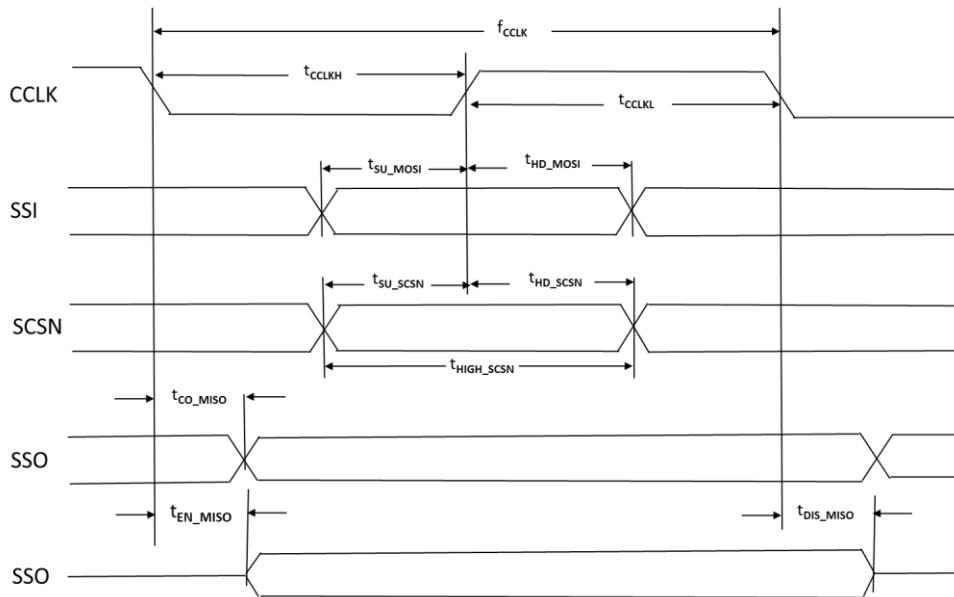 fCCLK
tCCLKH
CCLK
tCCLKL
tSU_MOSI
tHD_MOSI
SSI
tSU_SCSN
tHD_SCSN
SCSN
tHIGH_SCSN
tCO_MISO
SSO
tEN_MISO
tDIS_MISO
SSO